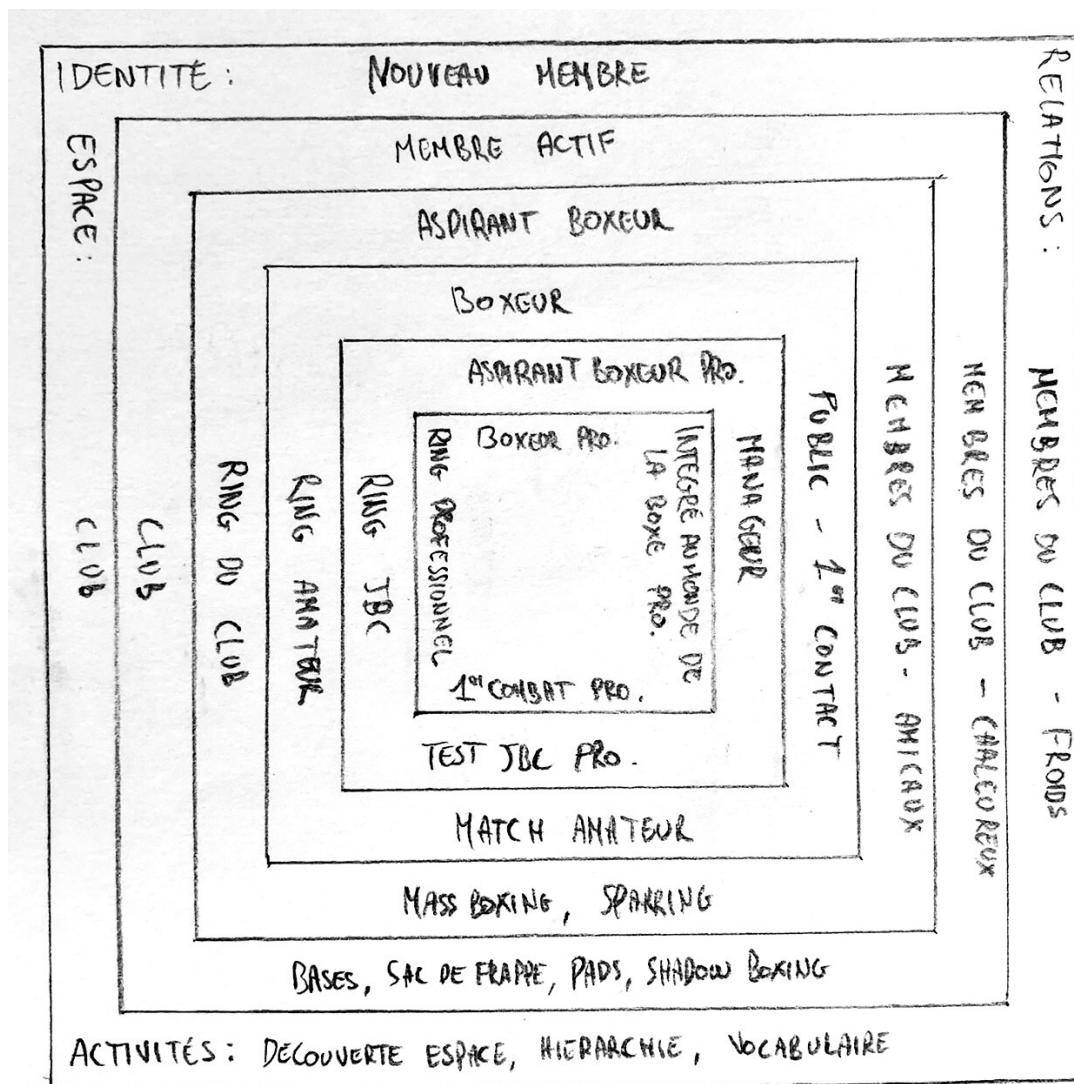 IDENTITÉ : NOUVEAU MEMBRE
MEMBRE ACTIF
ASPIRANT BOXEUR
BOXEUR
ASPIRANT BOXEUR PRO.
BOXEUR PRO.
ESPACE : CLUB
CLUB
RING DU CLUB
RING AMATEUR
RING JBC
RING PROFESSIONNEL
INTEGRE AU MONDE DE
LA BOXE PRO.
MANAGEUR
PUBLIC - 1er CONTACT
MEMBRES DU CLUB - AMICAUX
MEMBRES DU CLUB - CHALEUREUX
RELATIONS : MEMBRES DU CLUB - FROIDS
1er COMBAT PRO.
TEST JBC PRO.
MATCH AMATEUR
MASS BOXING, SPARRING
BASES, SAC DE FRAPPE, PADS, SHADOW BOXING
ACTIVITÉS : DECOUVERTE ESPACE, HIERARCHIE, VOCABULAIRE